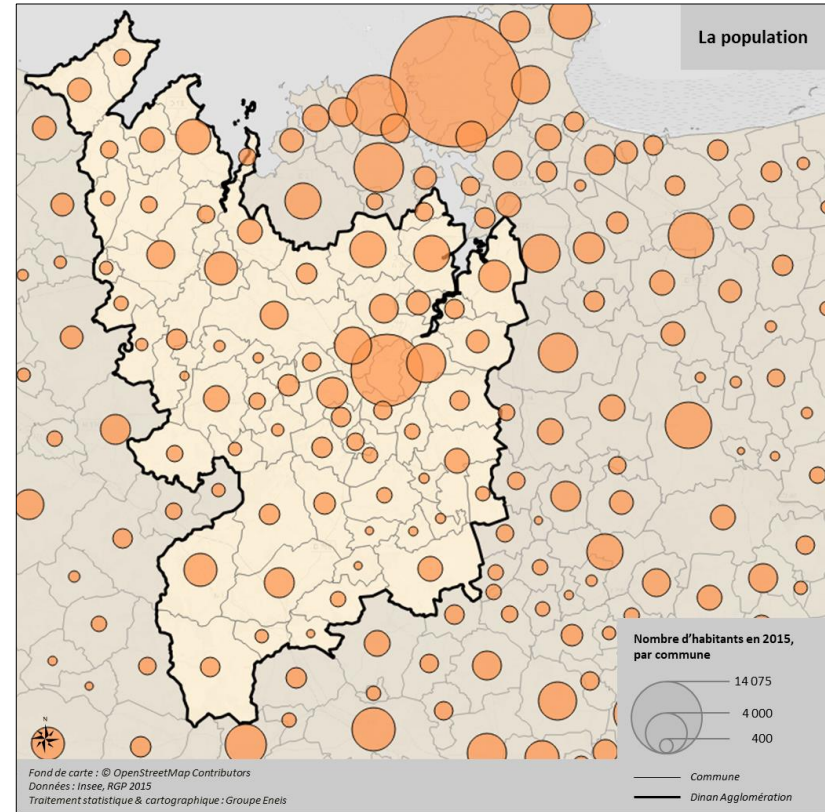 La population
Nombre d'habitants en 2015,
par commune
14 075
4 000
400
Commune
Dinan Agglomération
N
Fond de carte : © OpenStreetMap Contributors
Données : Insee, RGP 2015
Traitement statistique & cartographique : Groupe Eneis